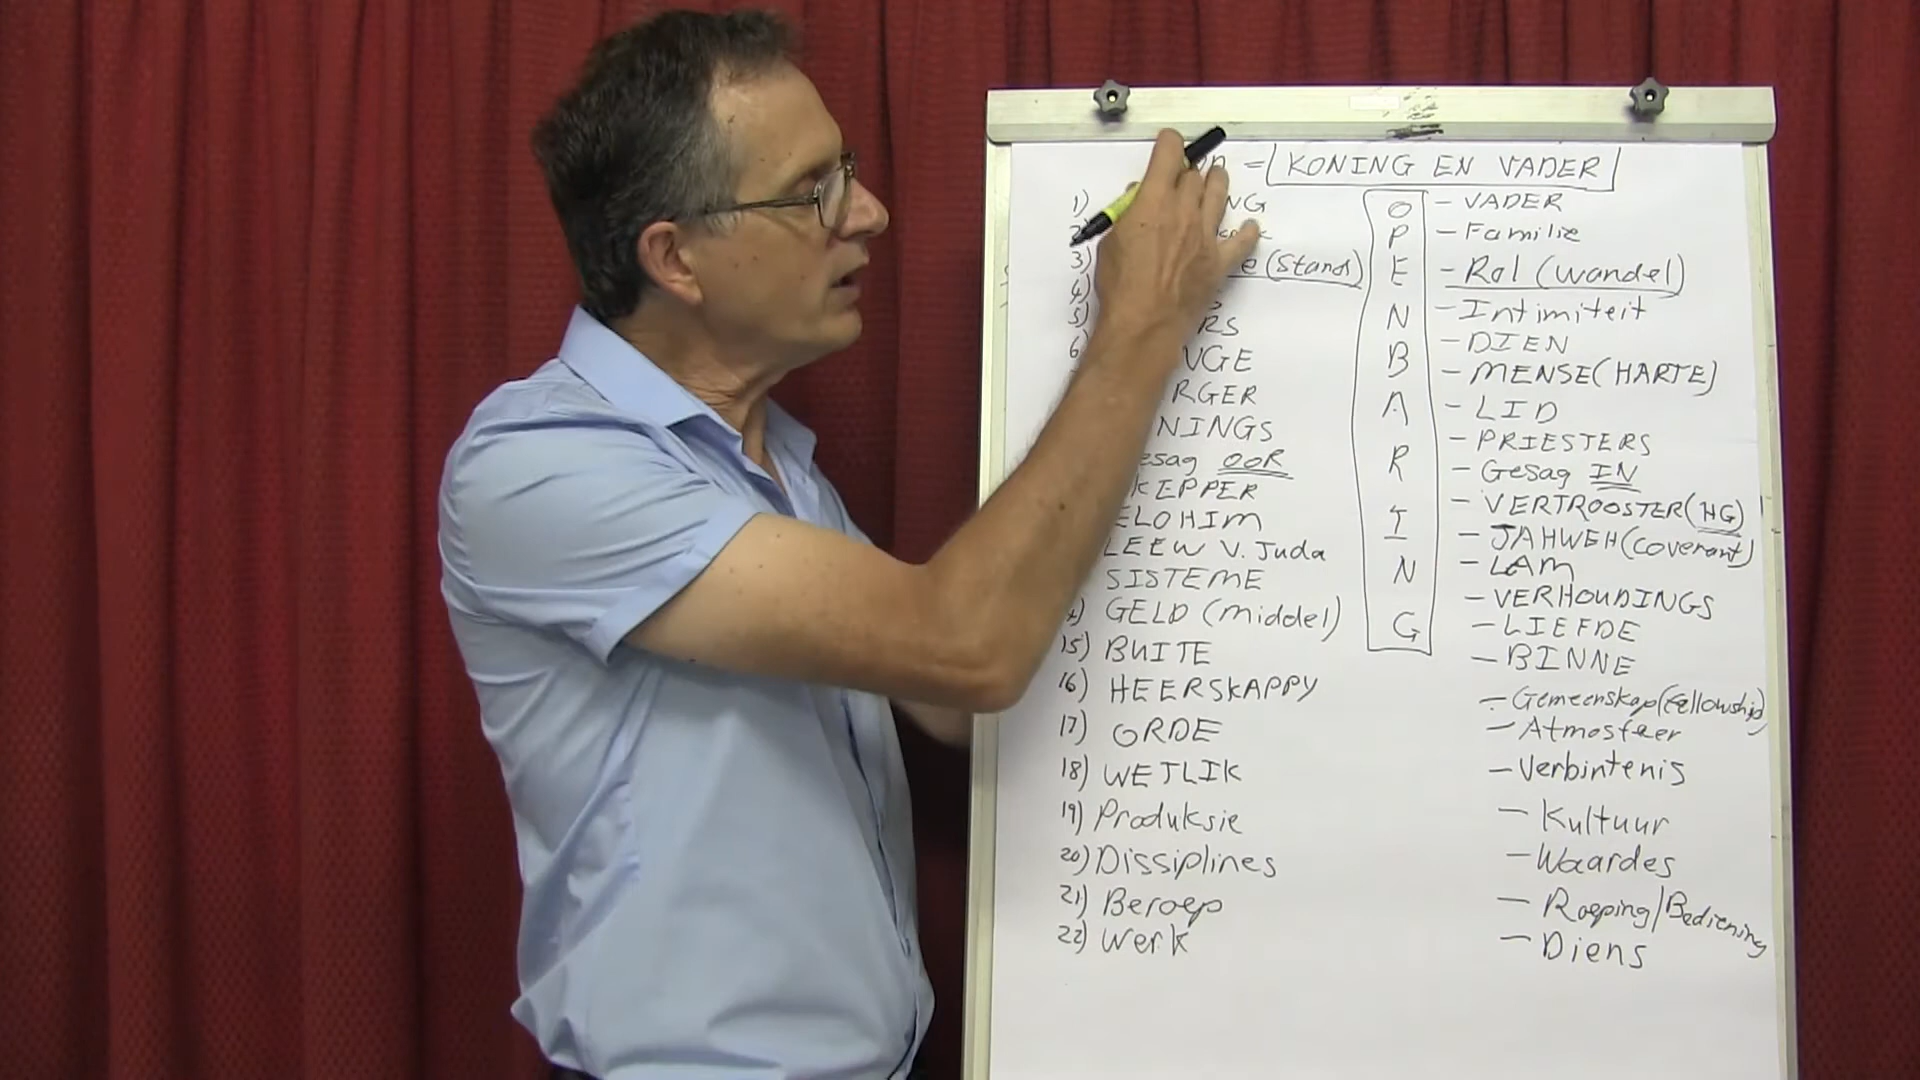 = KONING EN VADER
1) NG O - VADER
2) P - Familie
3) e (Stand) E - Rol (wandel)
4) N - Intimiteit
5) RS - DIEN
6) NGE B - MENSE (HARTE)
RGER A - LID
NINGS - PRIESTERS
esag OOR R - Gesag IN
KEPPER - VERTROOSTER (HG)
ELOHIM I - JAHWEH (covenant)
LEEW V. Juda - LAM
SISTEME N - VERHOUDINGS
GELD (middel) G - LIEFDE
15) BUITE - BINNE
16) HEERSKAPPY - Gemeenskap (Fellowship)
17) ORDE - Atmosfeer
18) WETLIK - Verbintenis
19) Produksie - Kultuur
20) Dissiplines - Waardes
21) Beroep - Roeping/Bediening
22) Werk - Diens